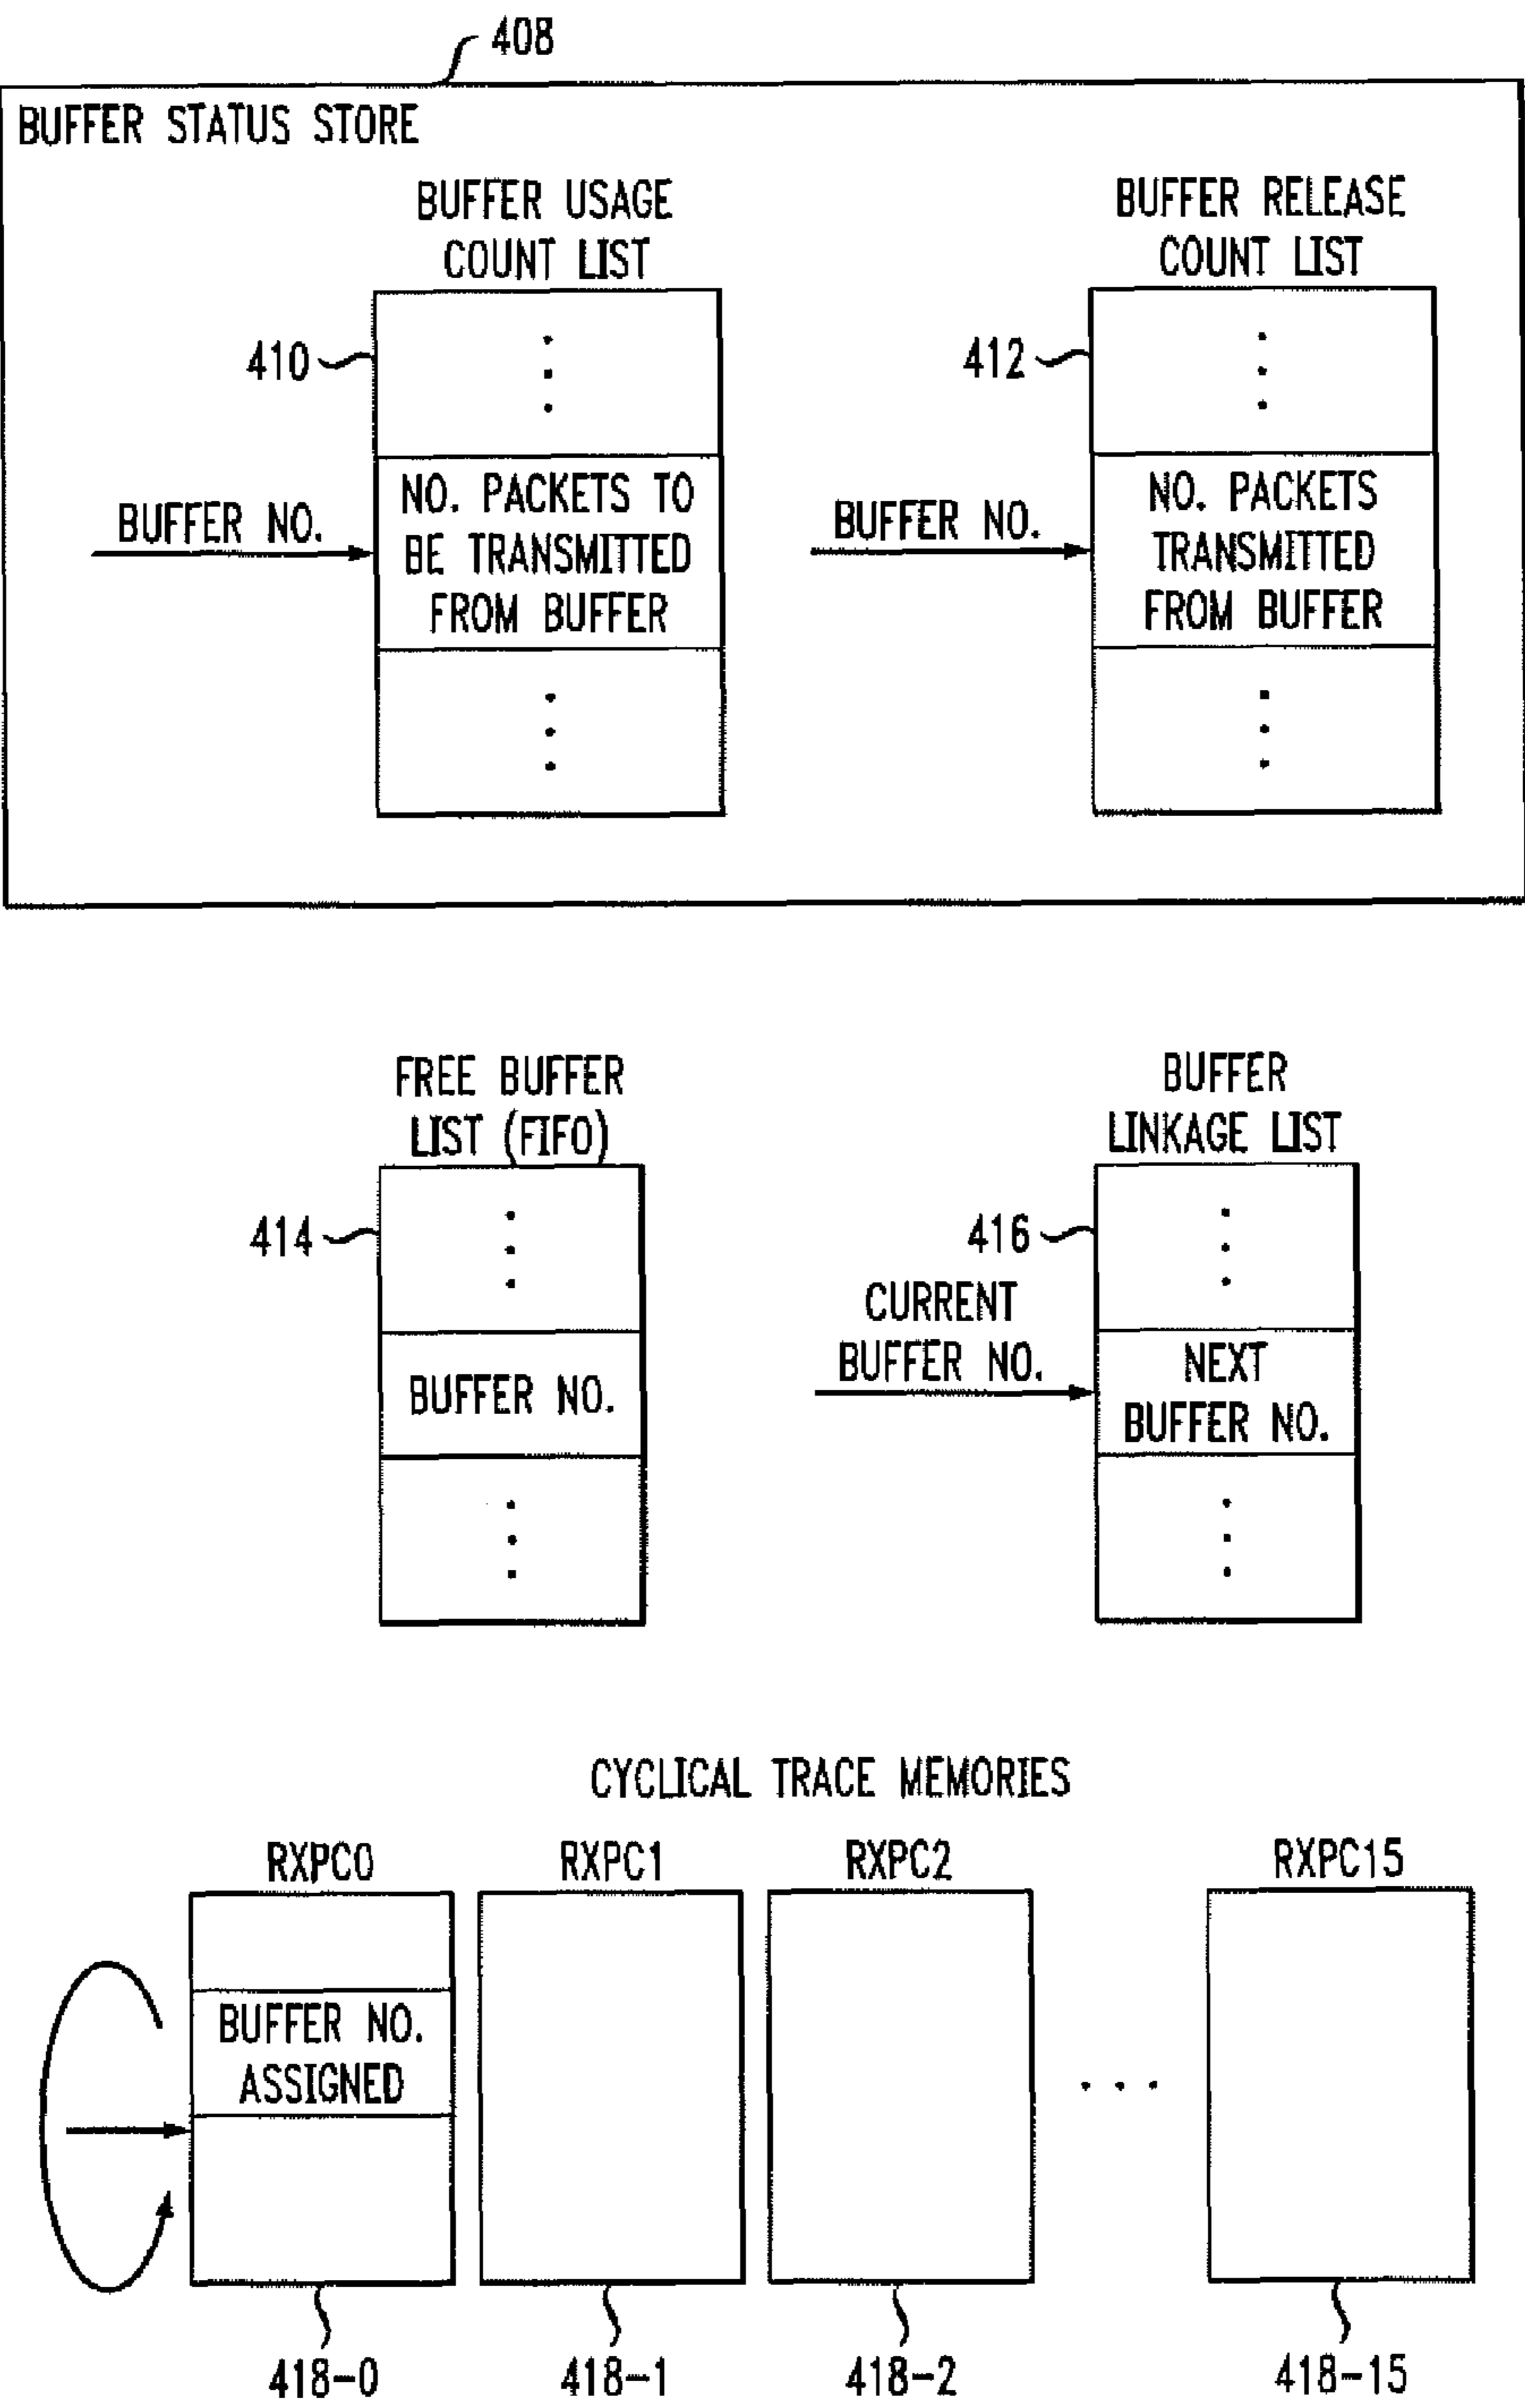 408
BUFFER STATUS STORE
BUFFER USAGE
COUNT LIST
410
BUFFER NO.
NO. PACKETS TO
BE TRANSMITTED
FROM BUFFER
BUFFER RELEASE
COUNT LIST
412
BUFFER NO.
NO. PACKETS
TRANSMITTED
FROM BUFFER
FREE BUFFER
LIST (FIFO)
414
BUFFER NO.
BUFFER
LINKAGE LIST
416
CURRENT
BUFFER NO.
NEXT
BUFFER NO.
CYCLICAL TRACE MEMORIES
RXPC0
RXPC1
RXPC2
RXPC15
BUFFER NO.
ASSIGNED
418-0
418-1
418-2
418-15